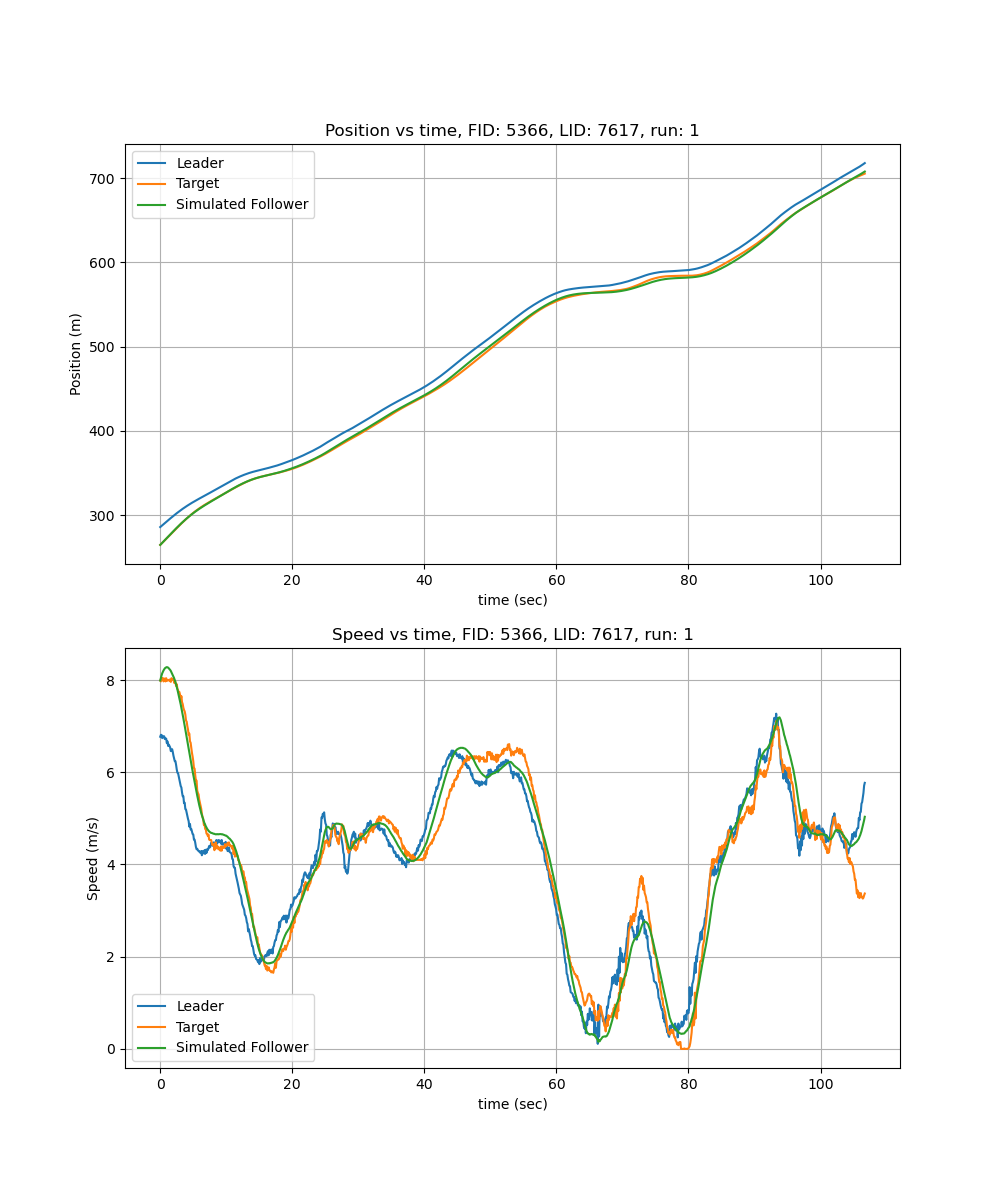 Position vs time, FID: 5366, LID: 7617, run: 1
Leader
Target
Simulated Follower
700
600
500
400
300
Position (m)
0 20 40 60 80 100
time (sec)
Speed vs time, FID: 5366, LID: 7617, run: 1
8
6
4
2
0
Speed (m/s)
Leader
Target
Simulated Follower
0 20 40 60 80 100
time (sec)